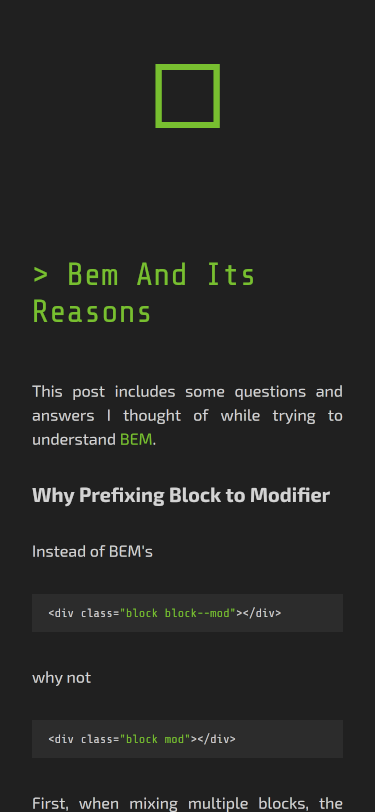 > Bem And Its
Reasons
This post includes some questions and
answers I thought of while trying to
understand BEM.
Why Prefixing Block to Modifier
Instead of BEM's
<div class="block block--mod"></div>
why not
<div class="block mod"></div>
First, when mixing multiple blocks, the